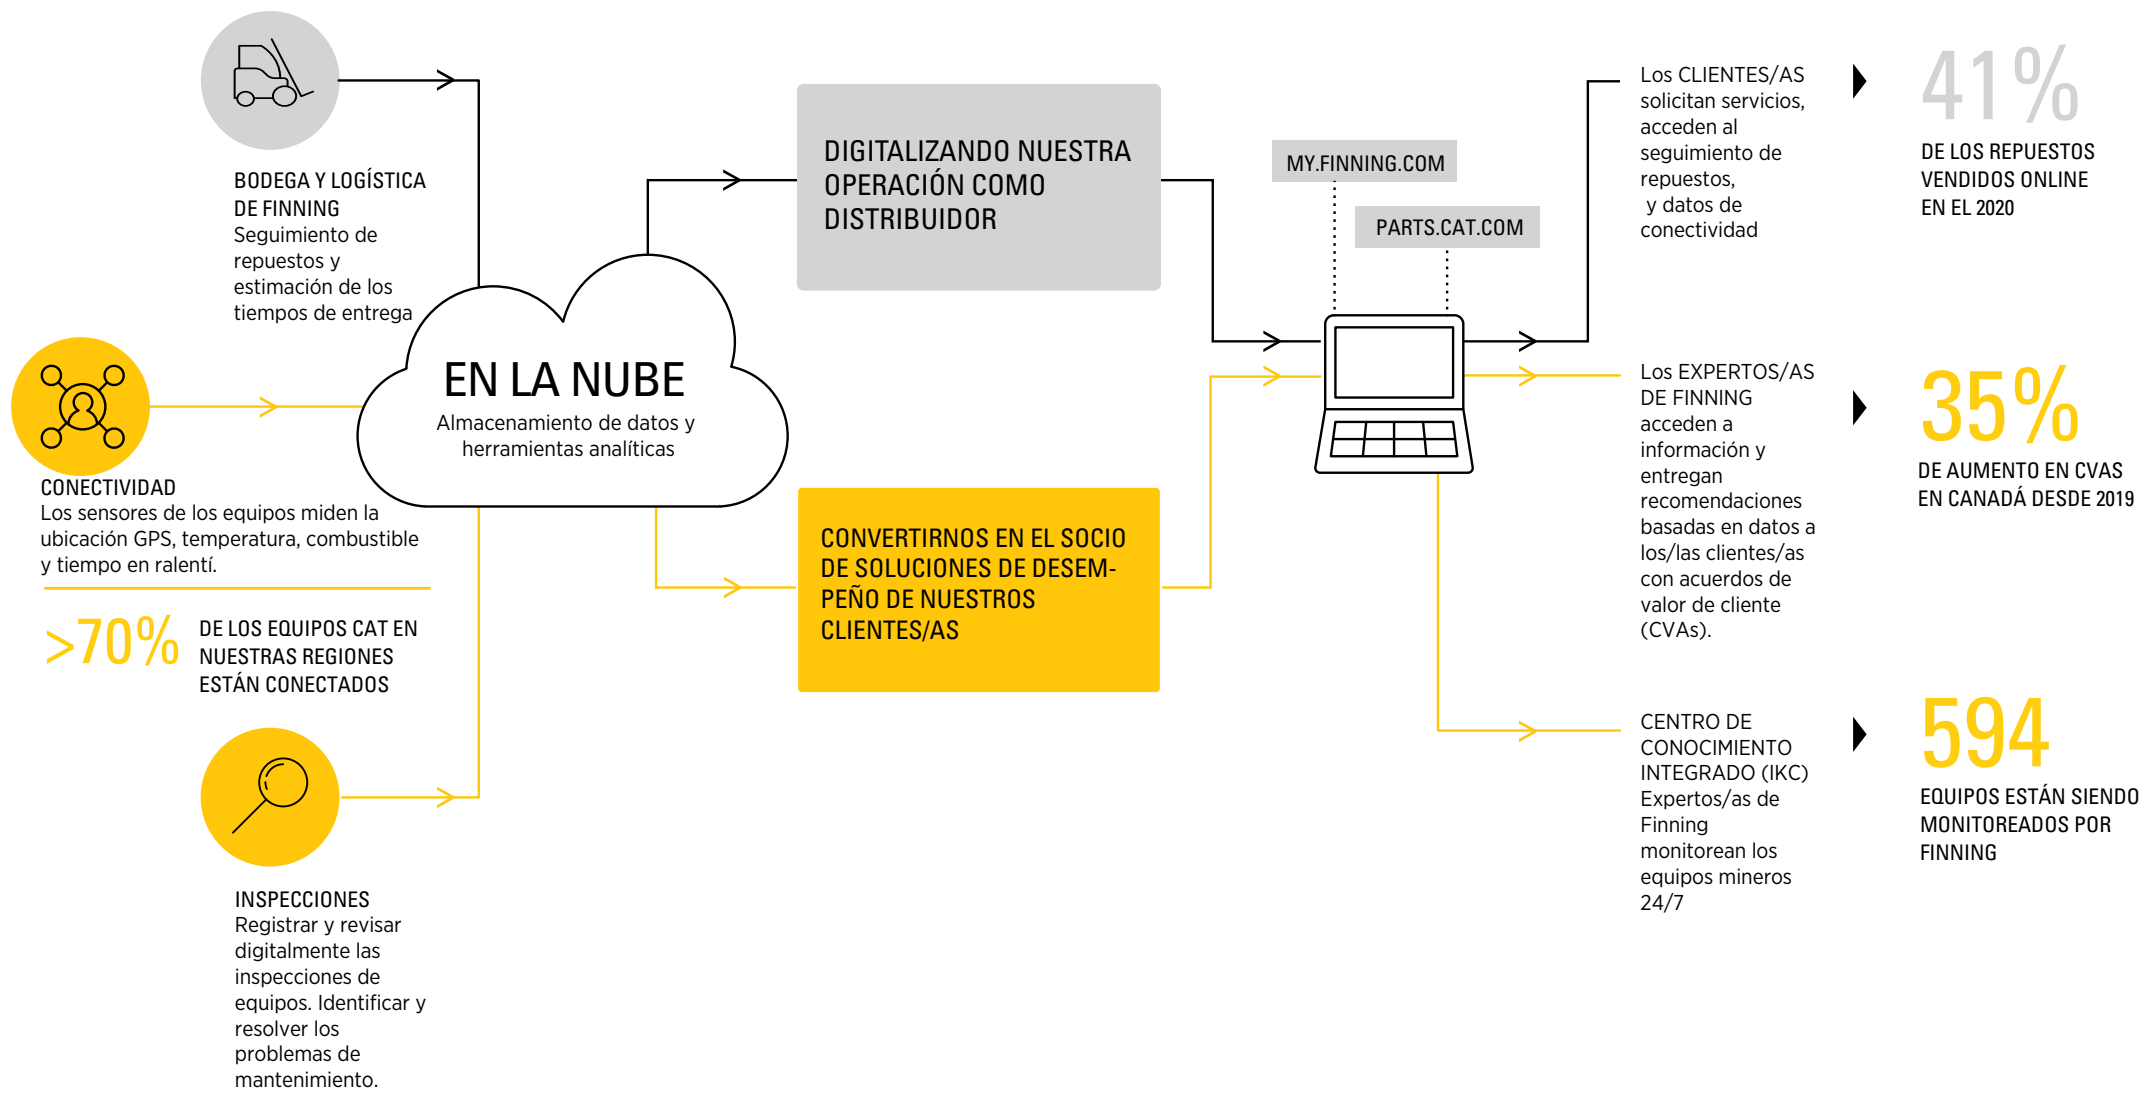 BODEGA Y LOGÍSTICA
DE FINNING
Seguimiento de
repuestos y
estimación de los
tiempos de entrega
CONECTIVIDAD
Los sensores de los equipos miden la
ubicación GPS, temperatura, combustible
y tiempo en ralentí.
>70%
DE LOS EQUIPOS CAT EN
NUESTRAS REGIONES
ESTÁN CONECTADOS
INSPECCIONES
Registrar y revisar
digitalmente las
inspecciones de
equipos. Identificar y
resolver los
problemas de
mantenimiento.
EN LA NUBE
Almacenamiento de datos y
herramientas analíticas
DIGITALIZANDO NUESTRA
OPERACIÓN COMO
DISTRIBUIDOR
CONVERTIRNOS EN EL SOCIO
DE SOLUCIONES DE DESEM-
PEÑO DE NUESTROS
CLIENTES/AS
MY.FINNING.COM
PARTS.CAT.COM
Los CLIENTES/AS
solicitan servicios,
acceden al
seguimiento de
repuestos,
y datos de
conectividad
41%
DE LOS REPUESTOS
VENDIDOS ONLINE
EN EL 2020
Los EXPERTOS/AS
DE FINNING
acceden a
información y
entregan
recomendaciones
basadas en datos a
los/las clientes/as
con acuerdos de
valor de cliente
(CVAs).
35%
DE AUMENTO EN CVAS
EN CANADÁ DESDE 2019
CENTRO DE
CONOCIMIENTO
INTEGRADO (IKC)
Expertos/as de
Finning
monitorean los
equipos mineros
24/7
594
EQUIPOS ESTÁN SIENDO
MONITOREADOS POR
FINNING